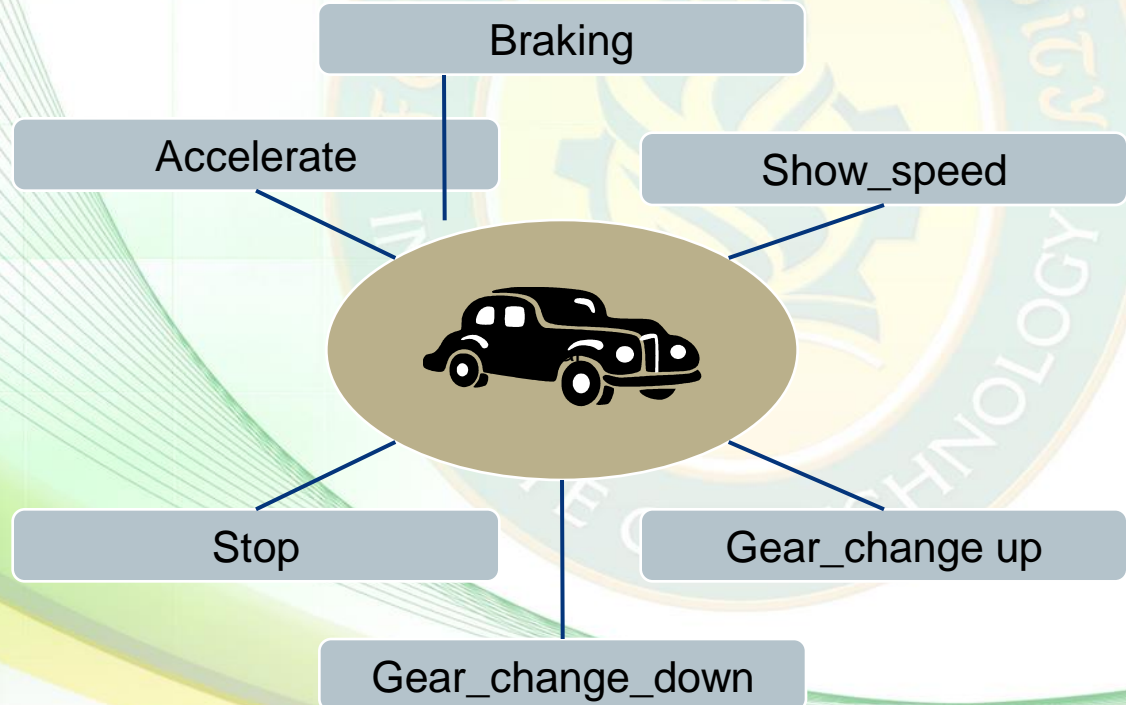 Braking
Accelerate
Show_speed
Stop
Gear_change up
Gear_change_down